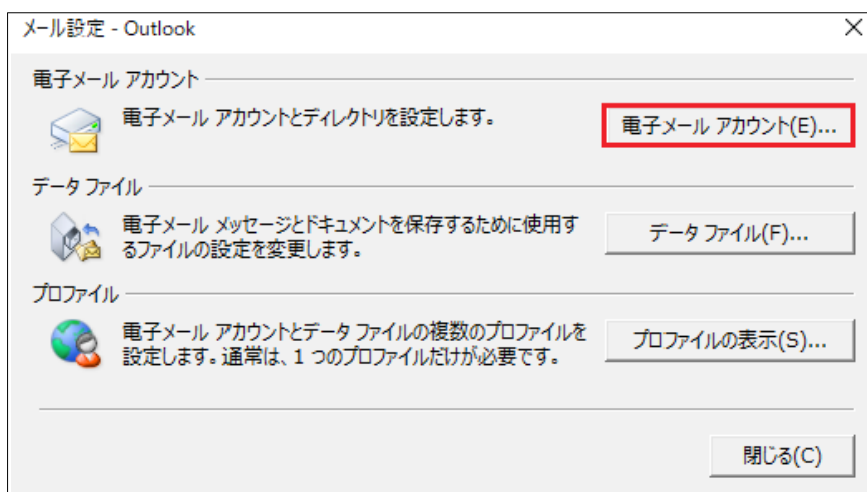 メール設定 - Outlook
電子メール アカウント
電子メール アカウントとディレクトリを設定します。
電子メール アカウント(E)...
データ ファイル
電子メール メッセージとドキュメントを保存するために使用す
るファイルの設定を変更します。
データ ファイル(F)...
プロファイル
電子メール アカウントとデータ ファイルの複数のプロファイルを
設定します。通常は、1 つのプロファイルだけが必要です。
プロファイルの表示(S)...
閉じる(C)